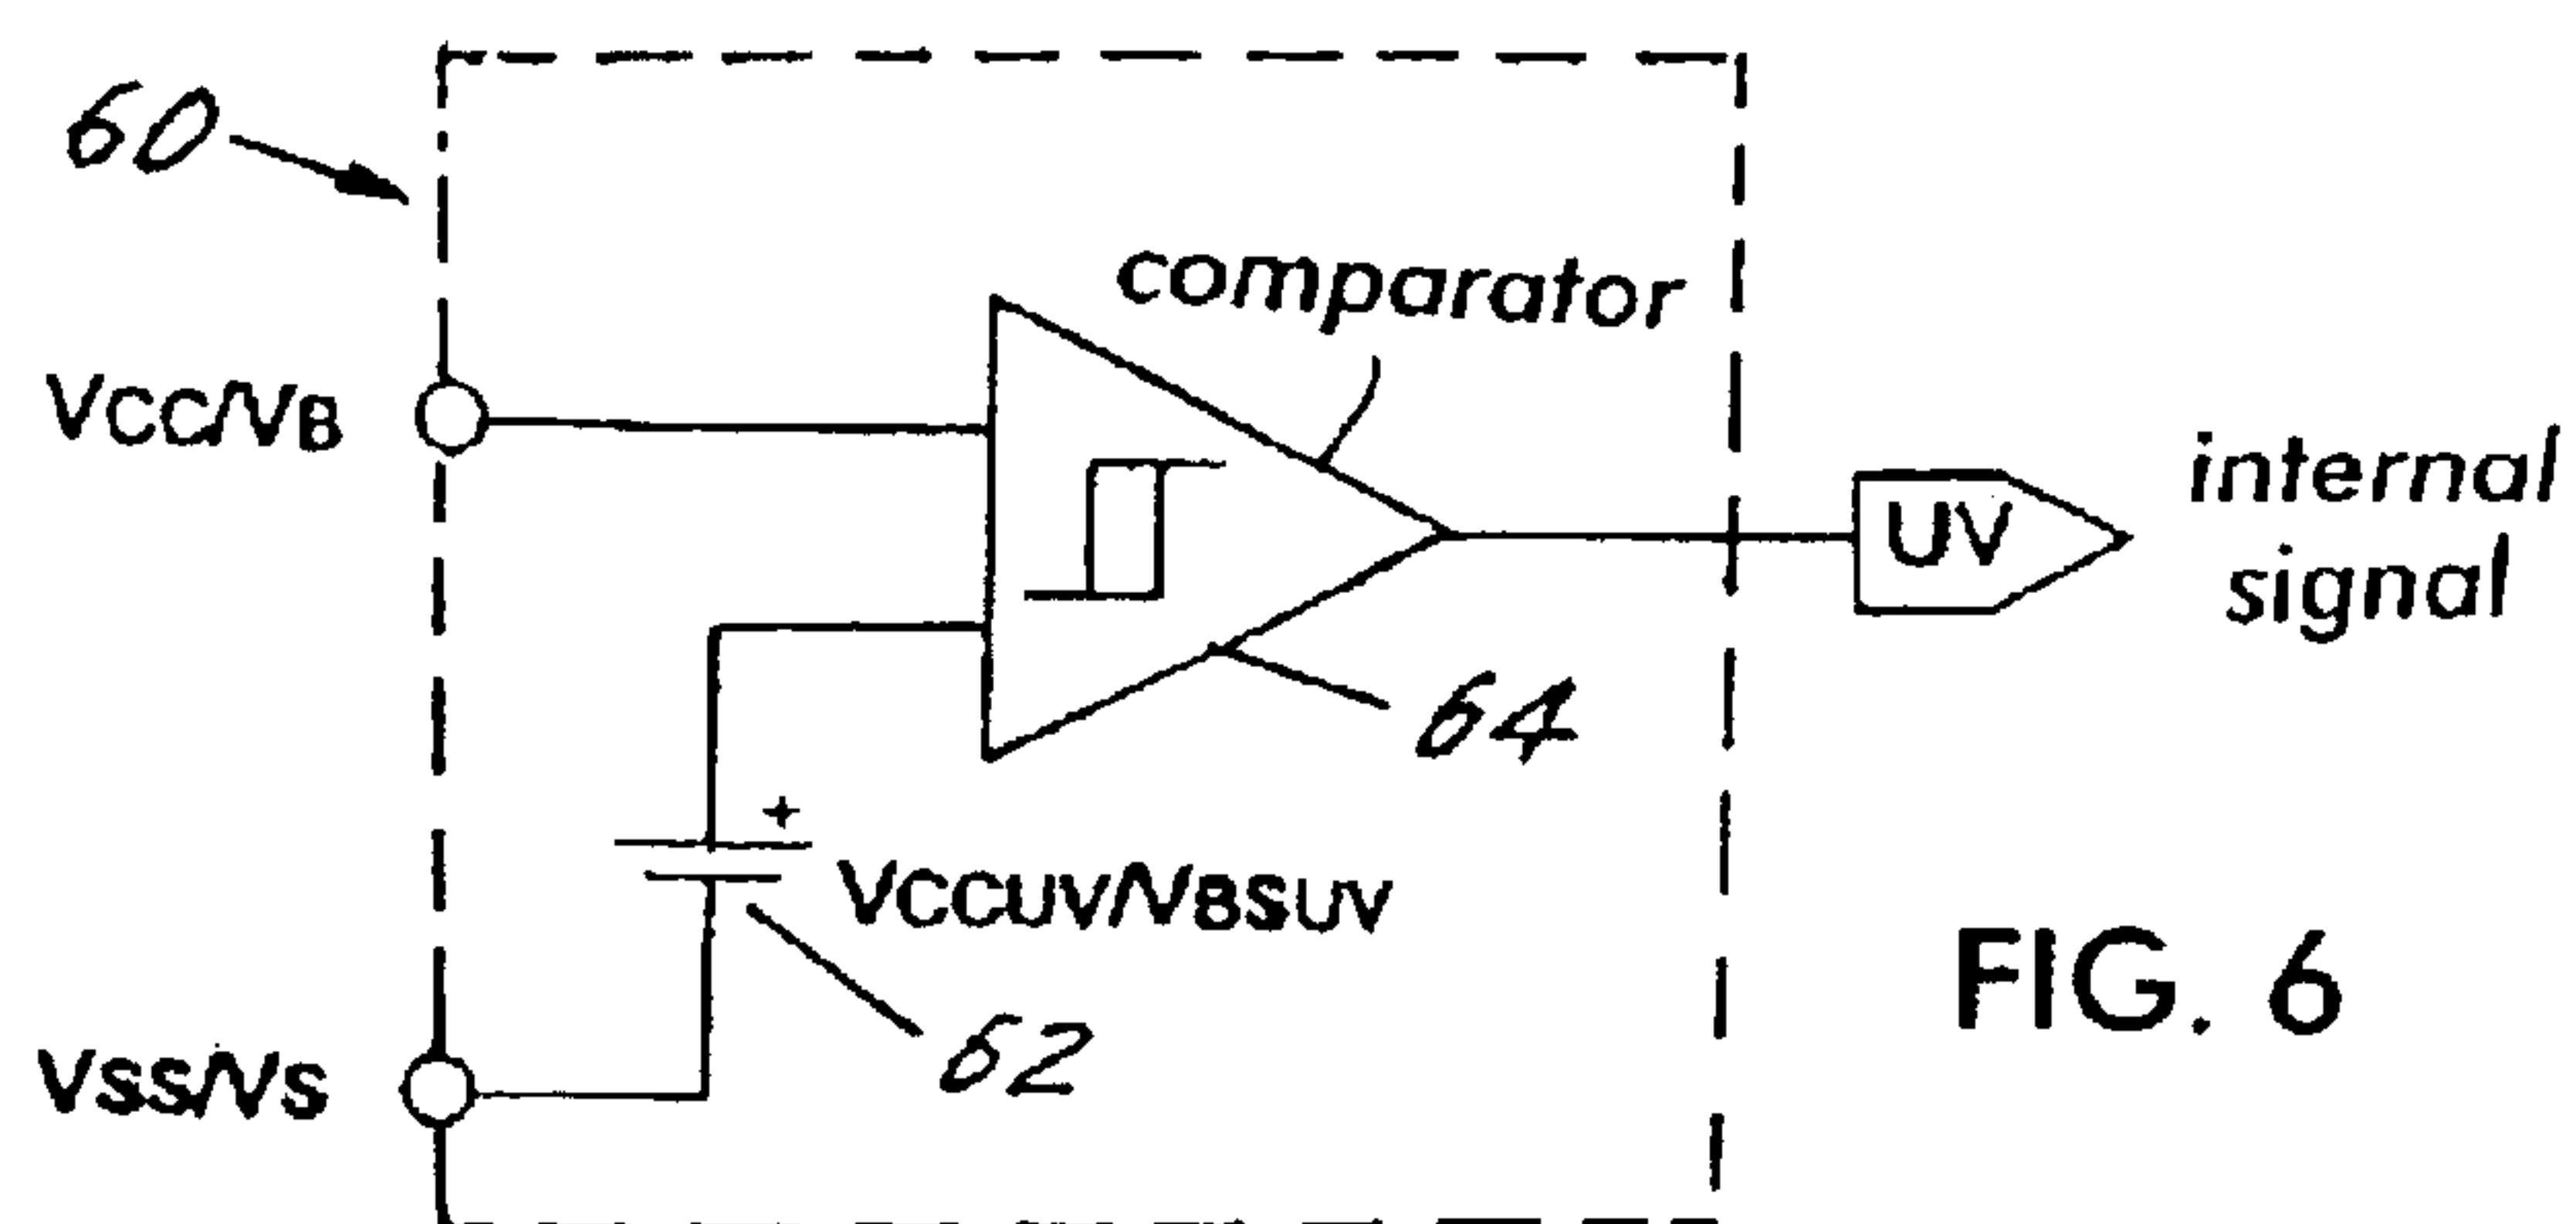 60
comparator
VCC/VB
internal
signal
UV
64
+
VCCUV/VBSUV
62
FIG. 6
VSS/VS